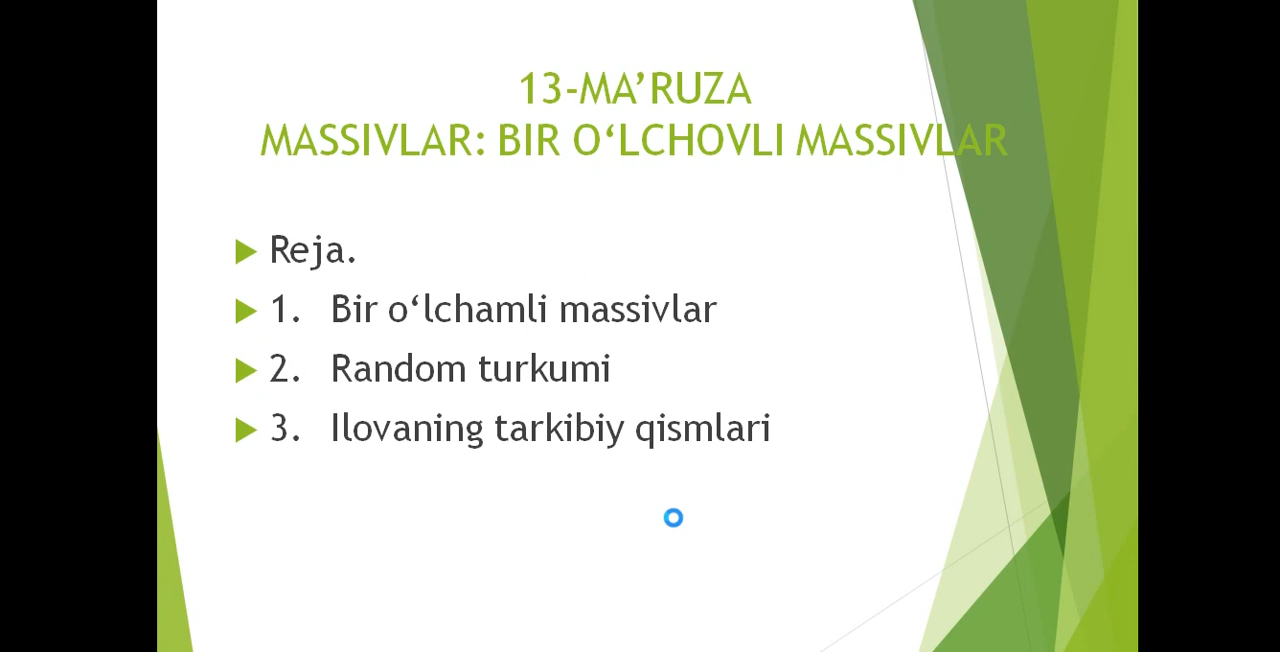 13-MA’RUZA
MASSIVLAR: BIR O‘LCHOVLI MASSIVLAR
Reja.
1. Bir o‘lchamli massivlar
2. Random turkumi
3. Ilovaning tarkibiy qismlari